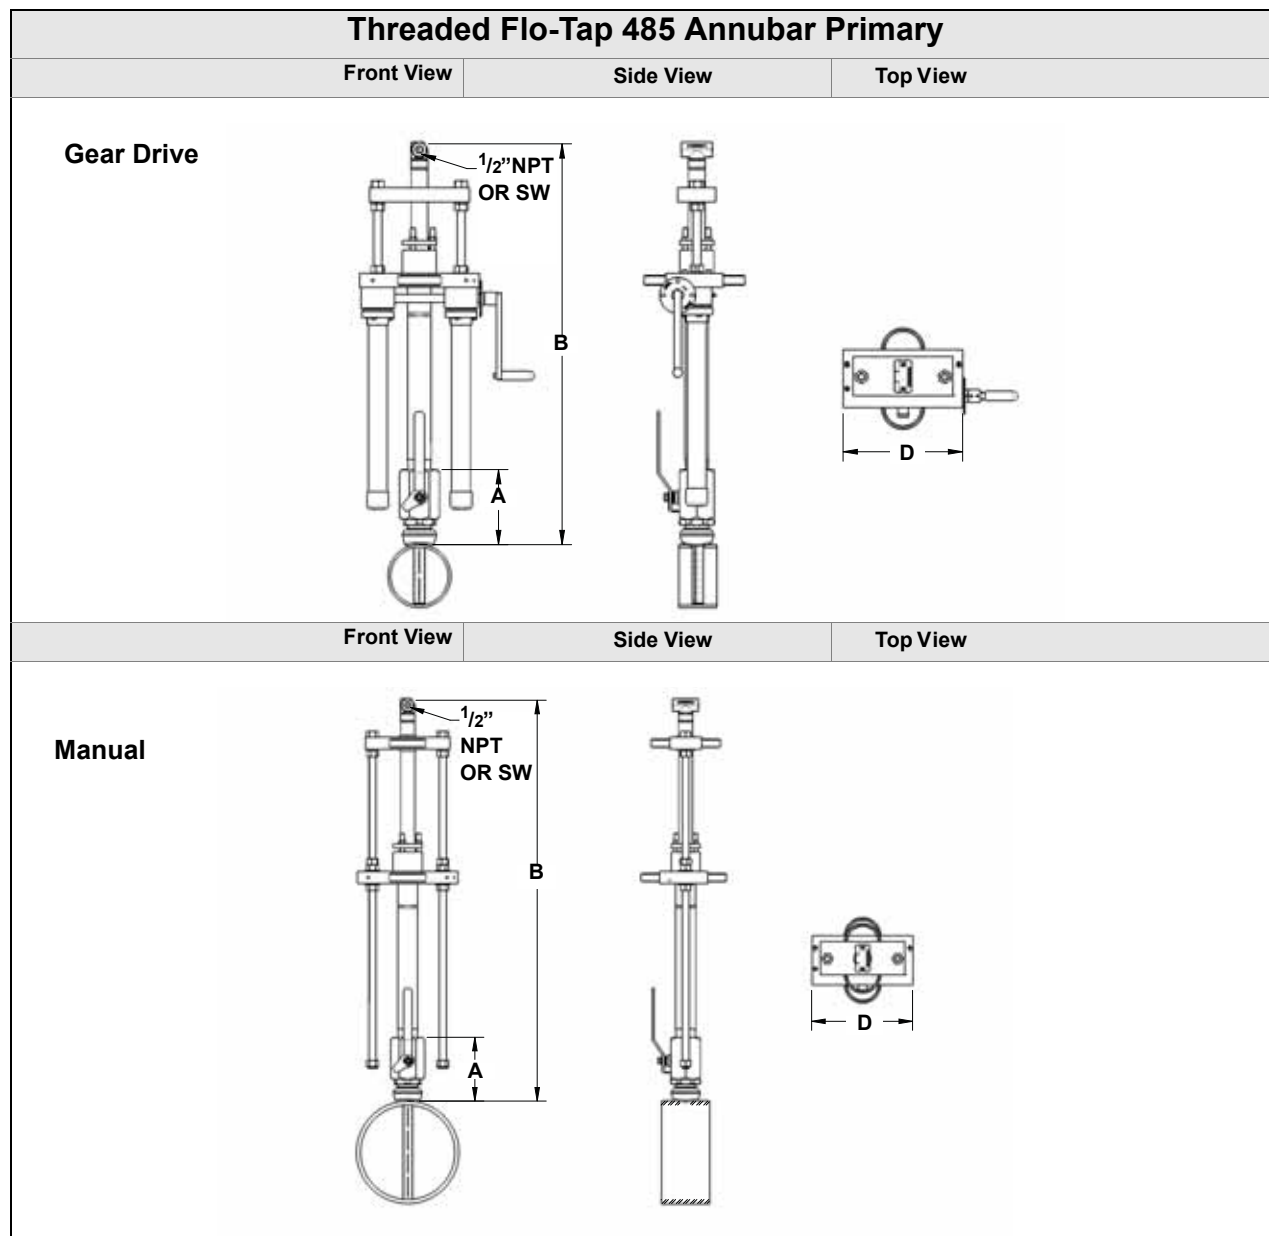 Threaded Flo-Tap 485 Annubar Primary
Front View Side View Top View
Gear Drive
1/2” NPT
OR SW
B
A
D
Front View Side View Top View
Manual
1/2”
NPT
OR SW
B
A
D